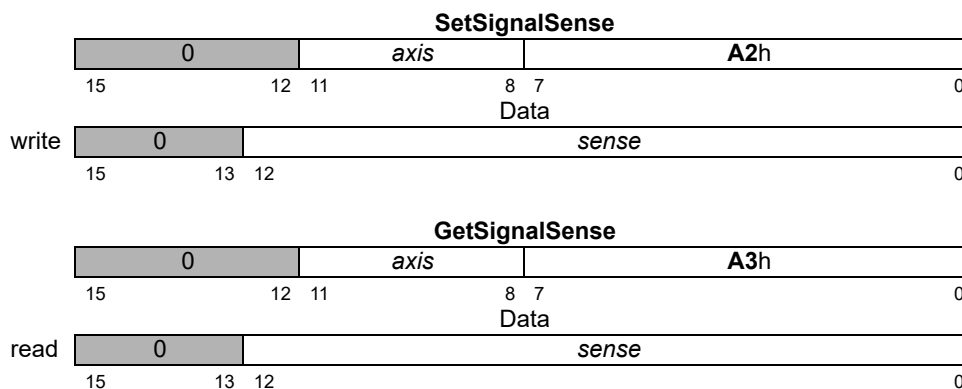 SetSignalSense
0 axis A2h
15 12 11 8 7 0
Data
write 0 sense
15 13 12 0
GetSignalSense
0 axis A3h
15 12 11 8 7 0
Data
read 0 sense
15 13 12 0